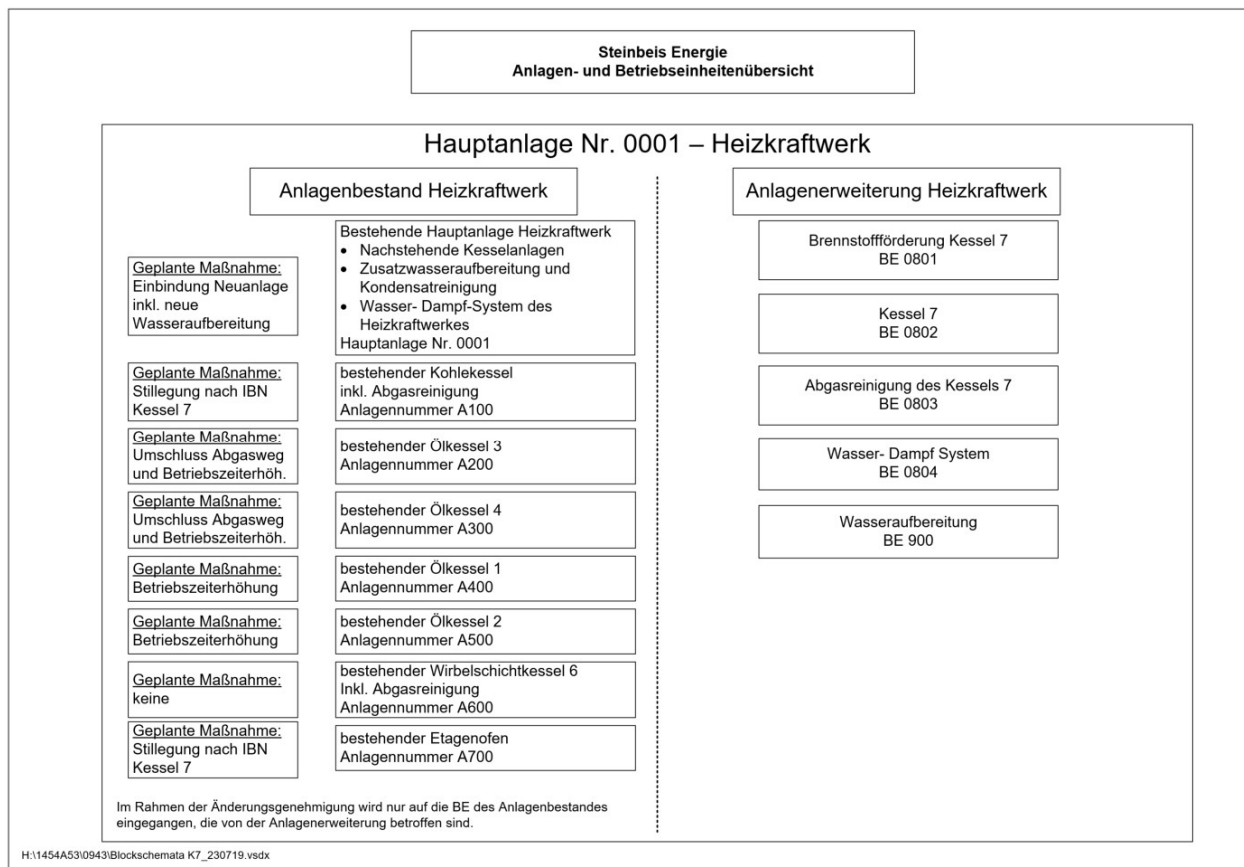 Steinbeis Energie
Anlagen- und Betriebseinheitenübersicht
Hauptanlage Nr. 0001 – Heizkraftwerk
Anlagenbestand Heizkraftwerk
Geplante Maßnahme:
Einbindung Neuanlage
inkl. neue
Wasseraufbereitung
Bestehende Hauptanlage Heizkraftwerk
• Nachstehende Kesselanlagen
• Zusatzwasseraufbereitung und
Kondensatreinigung
• Wasser- Dampf-System des
Heizkraftwerkes
Hauptanlage Nr. 0001
Geplante Maßnahme:
Stillegung nach IBN
Kessel 7
bestehender Kohlekessel
inkl. Abgasreinigung
Anlagennummer A100
Geplante Maßnahme:
Umschluss Abgasweg
und Betriebszeiterhöh.
bestehender Ölkessel 3
Anlagennummer A200
Geplante Maßnahme:
Umschluss Abgasweg
und Betriebszeiterhöh.
bestehender Ölkessel 4
Anlagennummer A300
Geplante Maßnahme:
Betriebszeiterhöhung
bestehender Ölkessel 1
Anlagennummer A400
Geplante Maßnahme:
Betriebszeiterhöhung
bestehender Ölkessel 2
Anlagennummer A500
Geplante Maßnahme:
keine
bestehender Wirbelschichtkessel 6
Inkl. Abgasreinigung
Anlagennummer A600
Geplante Maßnahme:
Stillegung nach IBN
Kessel 7
bestehender Etagenofen
Anlagennummer A700
Anlagenerweiterung Heizkraftwerk
Brennstoffförderung Kessel 7
BE 0801
Kessel 7
BE 0802
Abgasreinigung des Kessels 7
BE 0803
Wasser- Dampf System
BE 0804
Wasseraufbereitung
BE 900
Im Rahmen der Änderungsgenehmigung wird nur auf die BE des Anlagenbestandes
eingegangen, die von der Anlagenerweiterung betroffen sind.
H:\1454A53\0943\Blockschemata K7_230719.vsdx